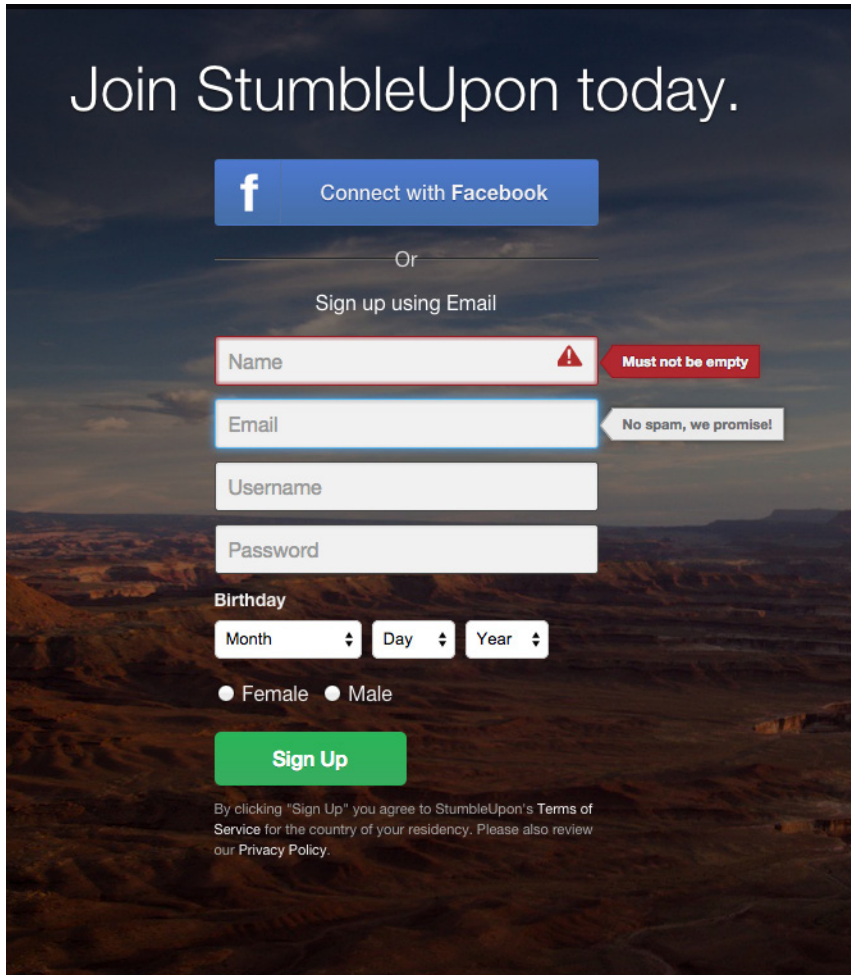 Join StumbleUpon today.
f Connect with Facebook
Or
Sign up using Email
Name Must not be empty
Email No spam, we promise!
Username
Password
Birthday
Month Day Year
Female Male
Sign Up
By clicking "Sign Up" you agree to StumbleUpon's Terms of
Service for the country of your residency. Please also review
our Privacy Policy.